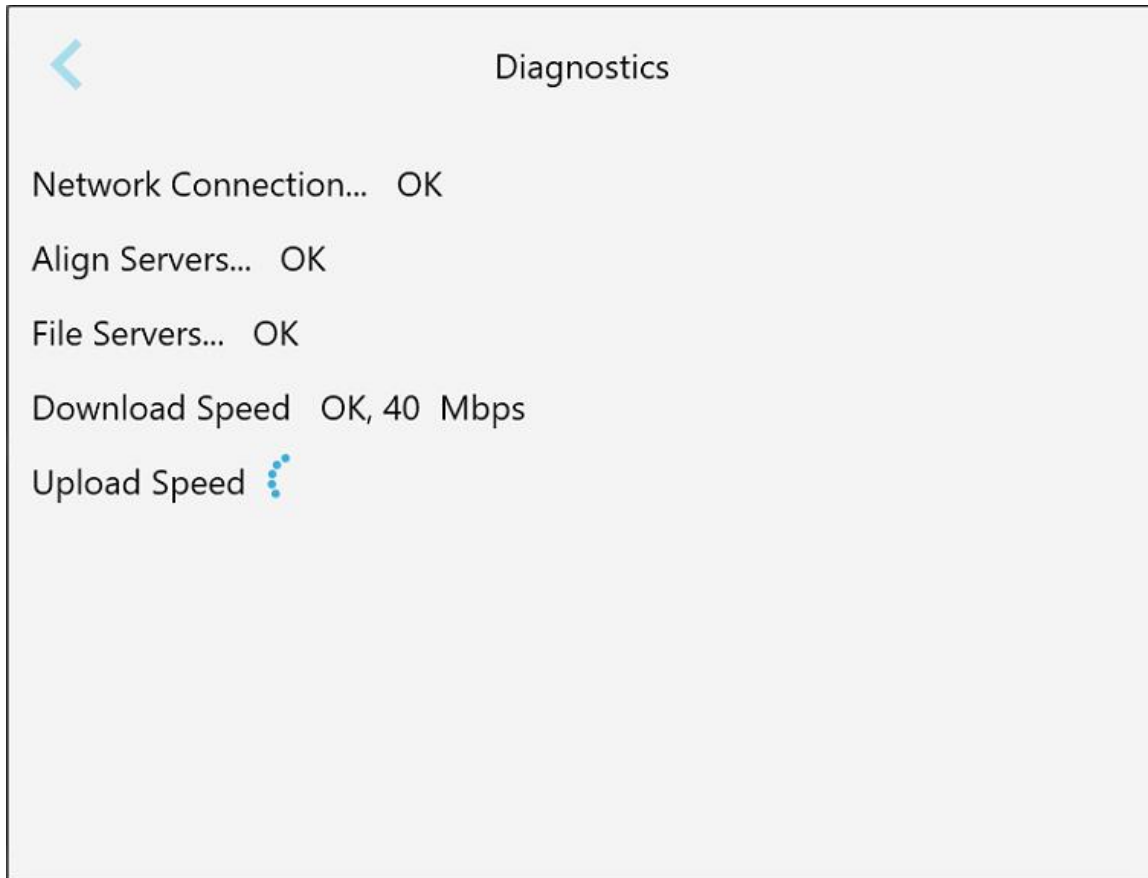 Diagnostics
Network Connection... OK
Align Servers... OK
File Servers... OK
Download Speed OK, 40 Mbps
Upload Speed